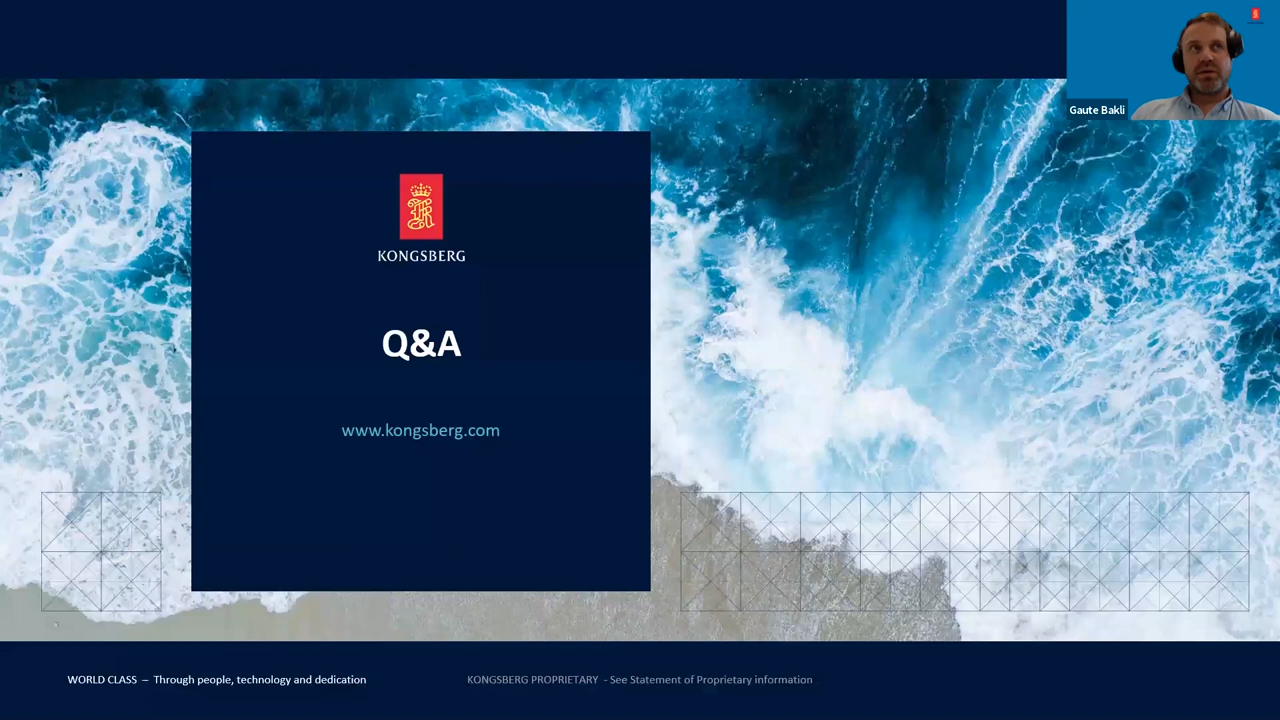 Gaute Bakli
KONGSBERG
Q&A
www.kongsberg.com
WORLD CLASS – Through people, technology and dedication
KONGSBERG PROPRIETARY - See Statement of Proprietary information